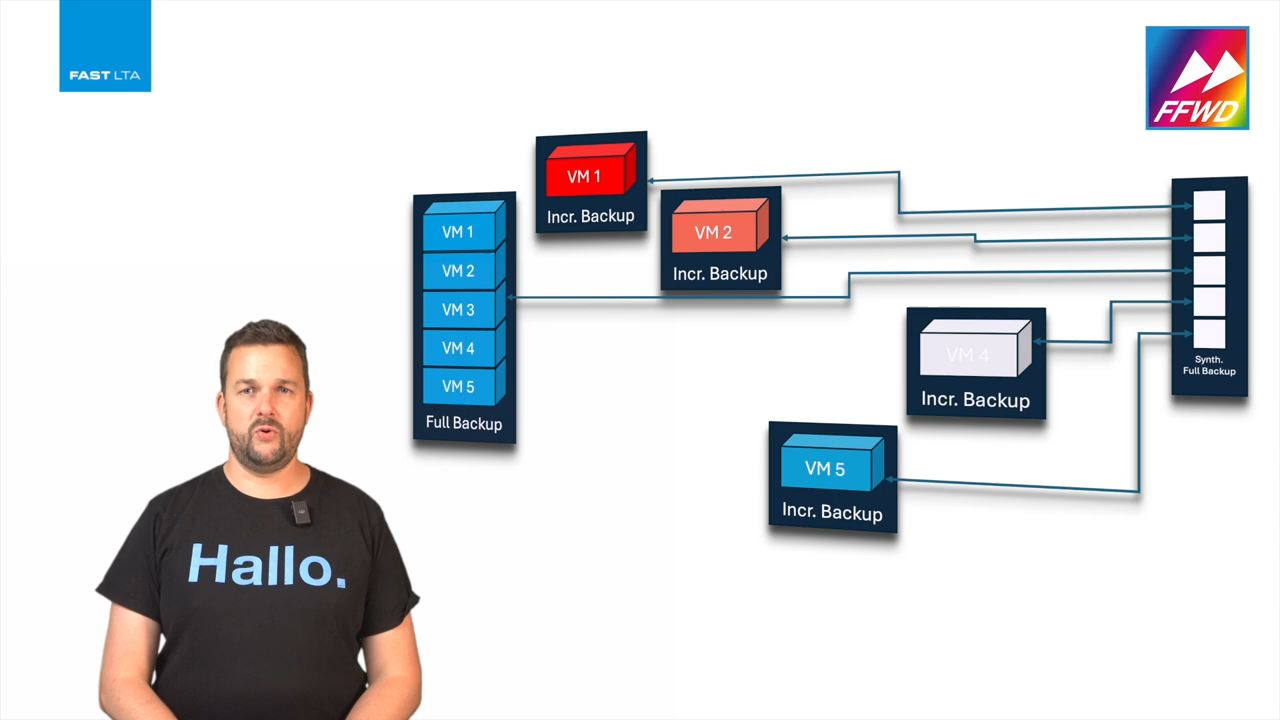 FAST LTA
FFWD
VM 1
Incr. Backup
VM 2
Incr. Backup
VM 1
VM 2
VM 3
VM 4
VM 5
Full Backup
VM 4
Incr. Backup
VM 5
Incr. Backup
Synth.
Full Backup
Hallo.